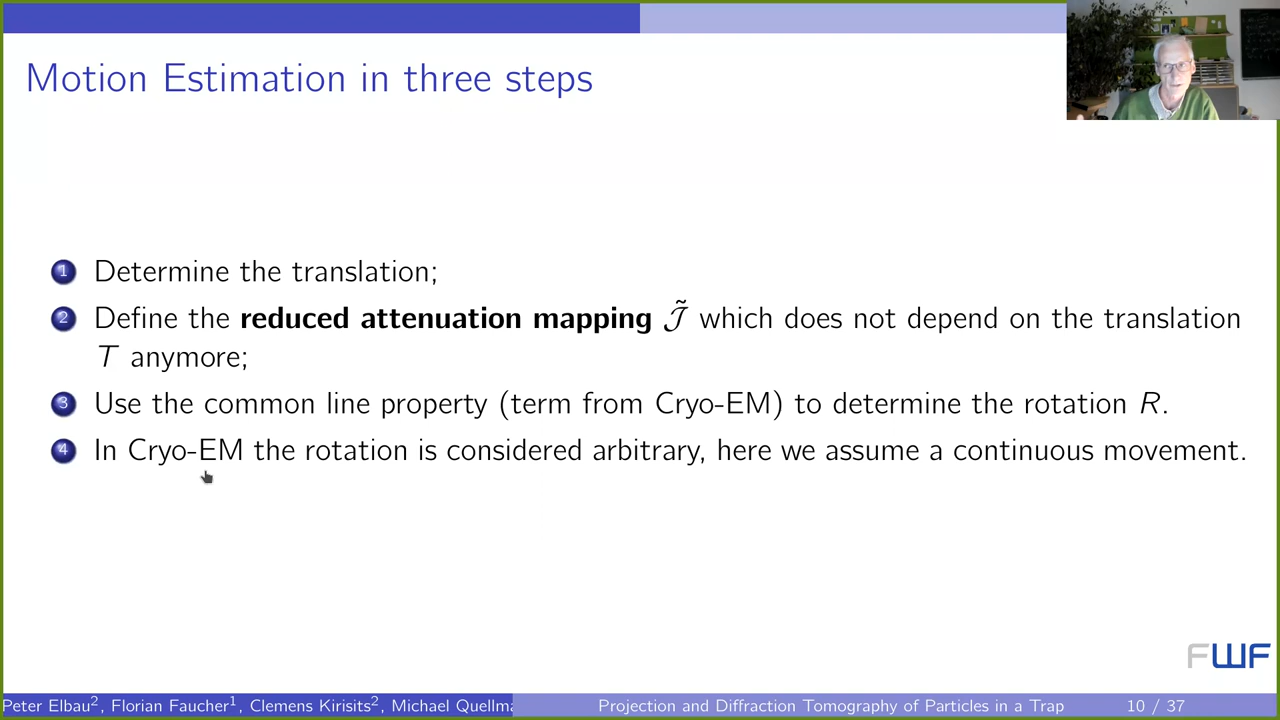 Motion Estimation in three steps
1 Determine the translation;
2 Define the reduced attenuation mapping 𝒥̃ which does not depend on the translation
T anymore;
3 Use the common line property (term from Cryo-EM) to determine the rotation R.
4 In Cryo-EM the rotation is considered arbitrary, here we assume a continuous movement.
FWF
Peter Elbau², Florian Faucher¹, Clemens Kirisits², Michael Quellma
Projection and Diffraction Tomography of Particles in a Trap
10 / 37